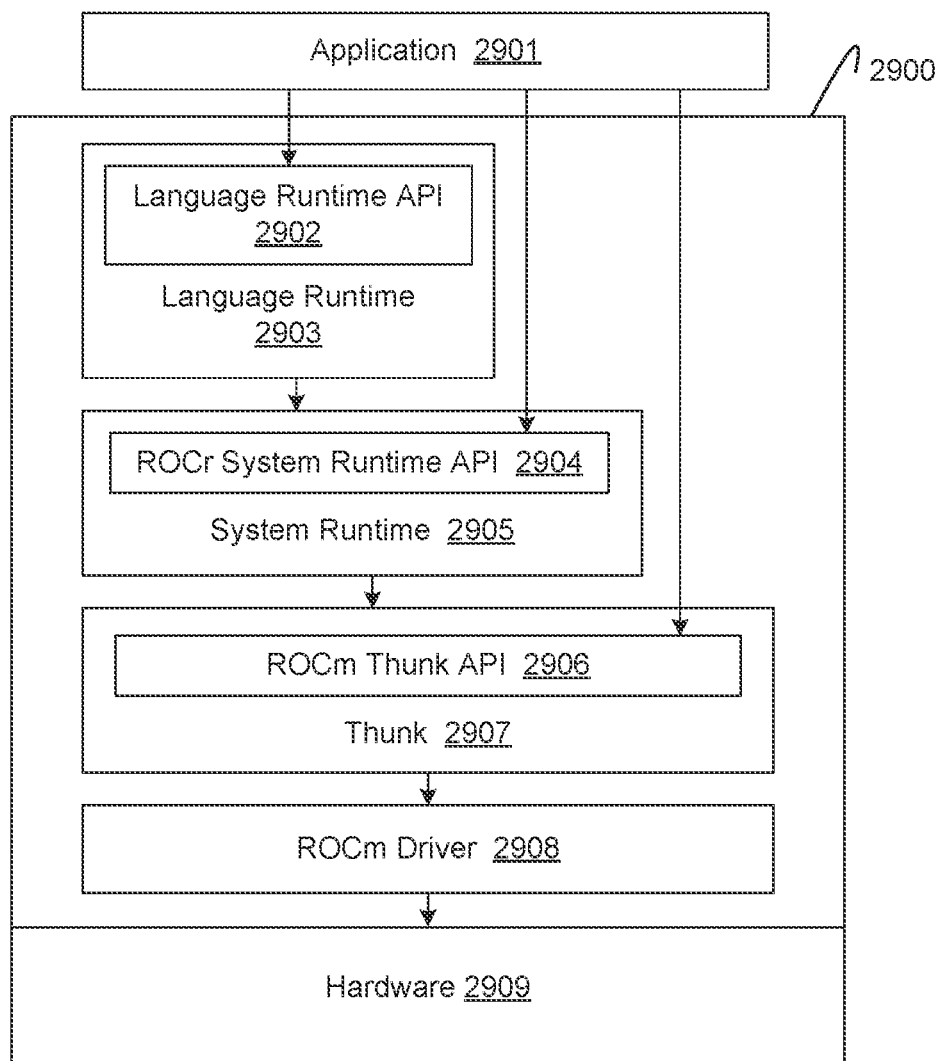 Application 2901
2900
Language Runtime API
2902
Language Runtime
2903
ROCr System Runtime API 2904
System Runtime 2905
ROCm Thunk API 2906
Thunk 2907
ROCm Driver 2908
Hardware 2909